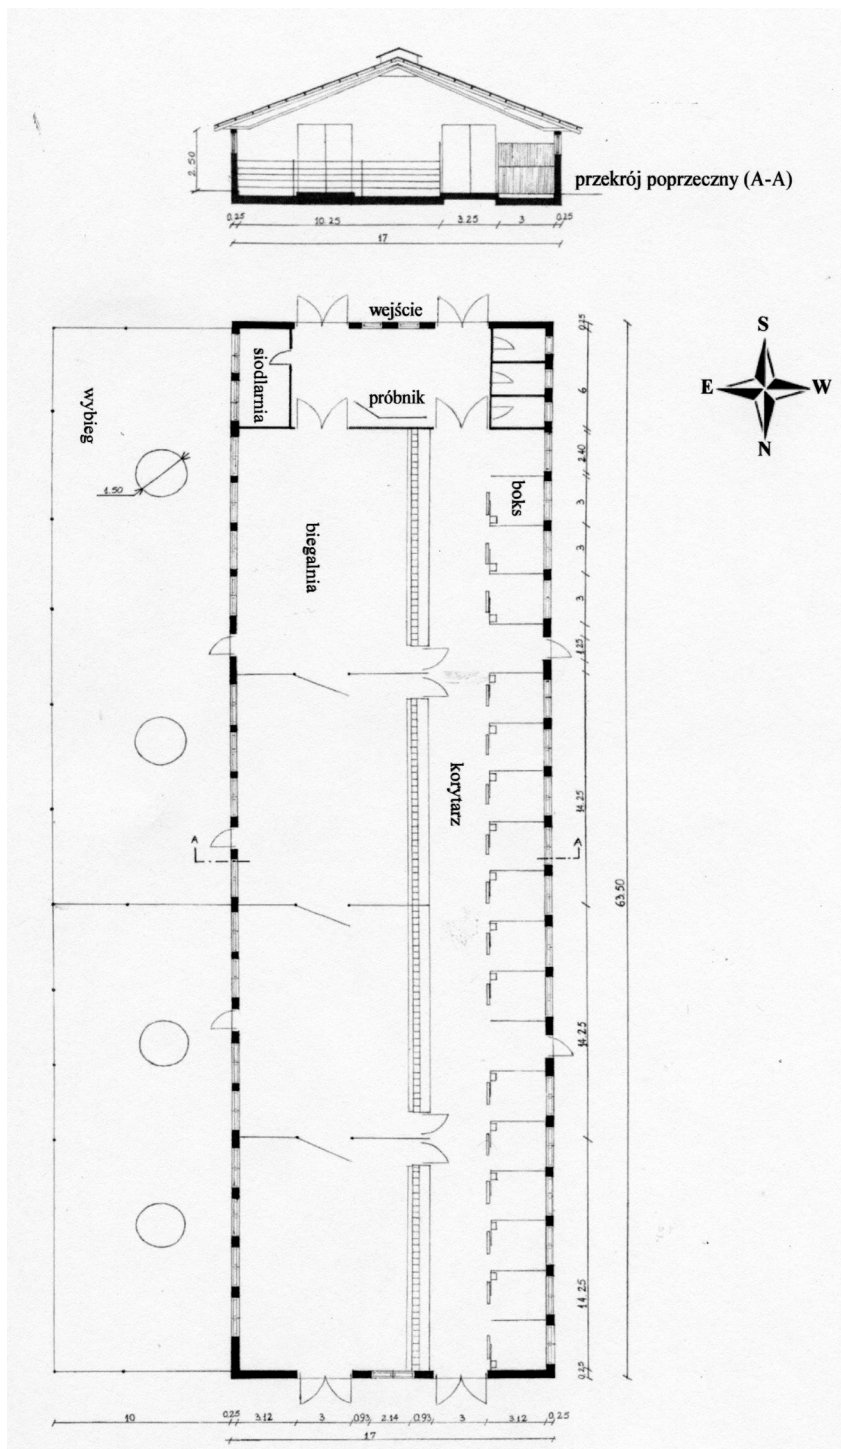 2.50
przekrój poprzeczny (A-A)
0.25
10.25
3.25
3
0.25
17
wejście
0.25
siodlarnia
6
S
E
W
N
próbnik
wybieg
2.40
1.50
boks
3
biegalnia
3
3
1.25
korytarz
14.25
A
A
63.50
14.25
14.25
0.25
10
0.25
3.12
3
0.93
2.14
0.93
3
3.12
0.25
17